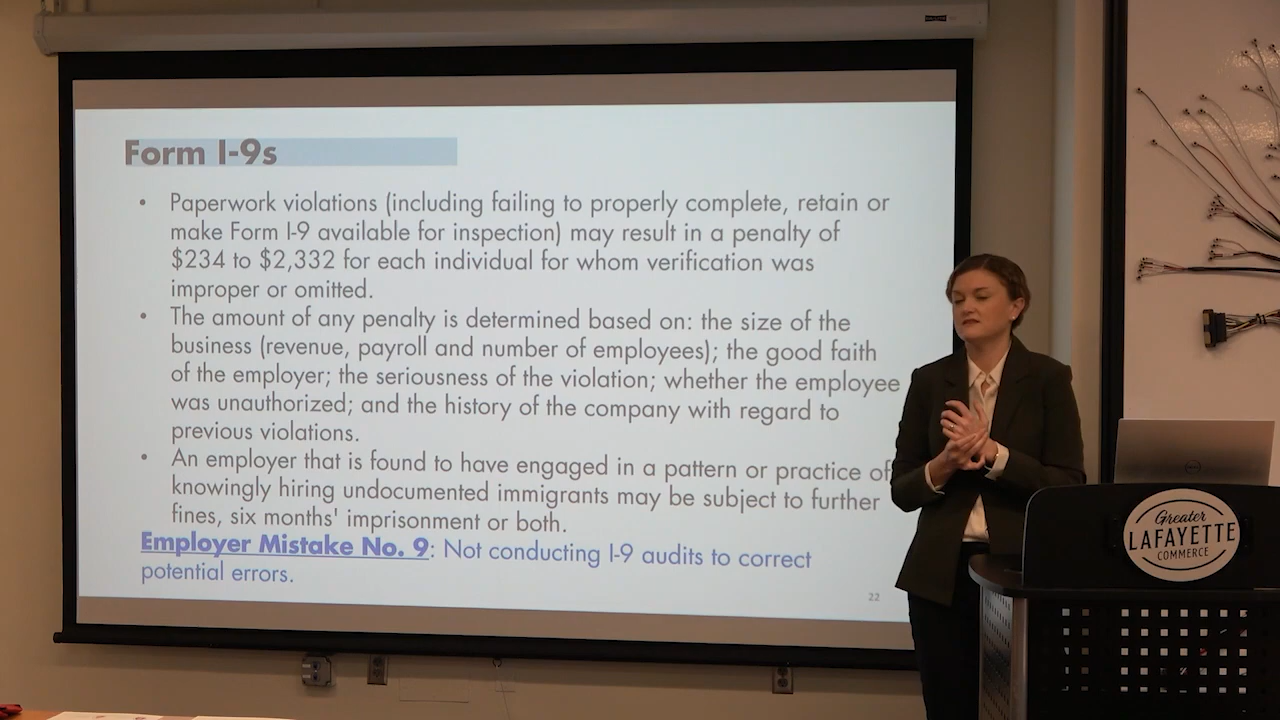 Form I-9s
• Paperwork violations (including failing to properly complete, retain or
make Form I-9 available for inspection) may result in a penalty of
$234 to $2,332 for each individual for whom verification was
improper or omitted.
• The amount of any penalty is determined based on: the size of the
business (revenue, payroll and number of employees); the good faith
of the employer; the seriousness of the violation; whether the employee
was unauthorized; and the history of the company with regard to
previous violations.
• An employer that is found to have engaged in a pattern or practice of
knowingly hiring undocumented immigrants may be subject to further
fines, six months' imprisonment or both.
Employer Mistake No. 9: Not conducting I-9 audits to correct
potential errors.
22
Greater
LAFAYETTE
COMMERCE